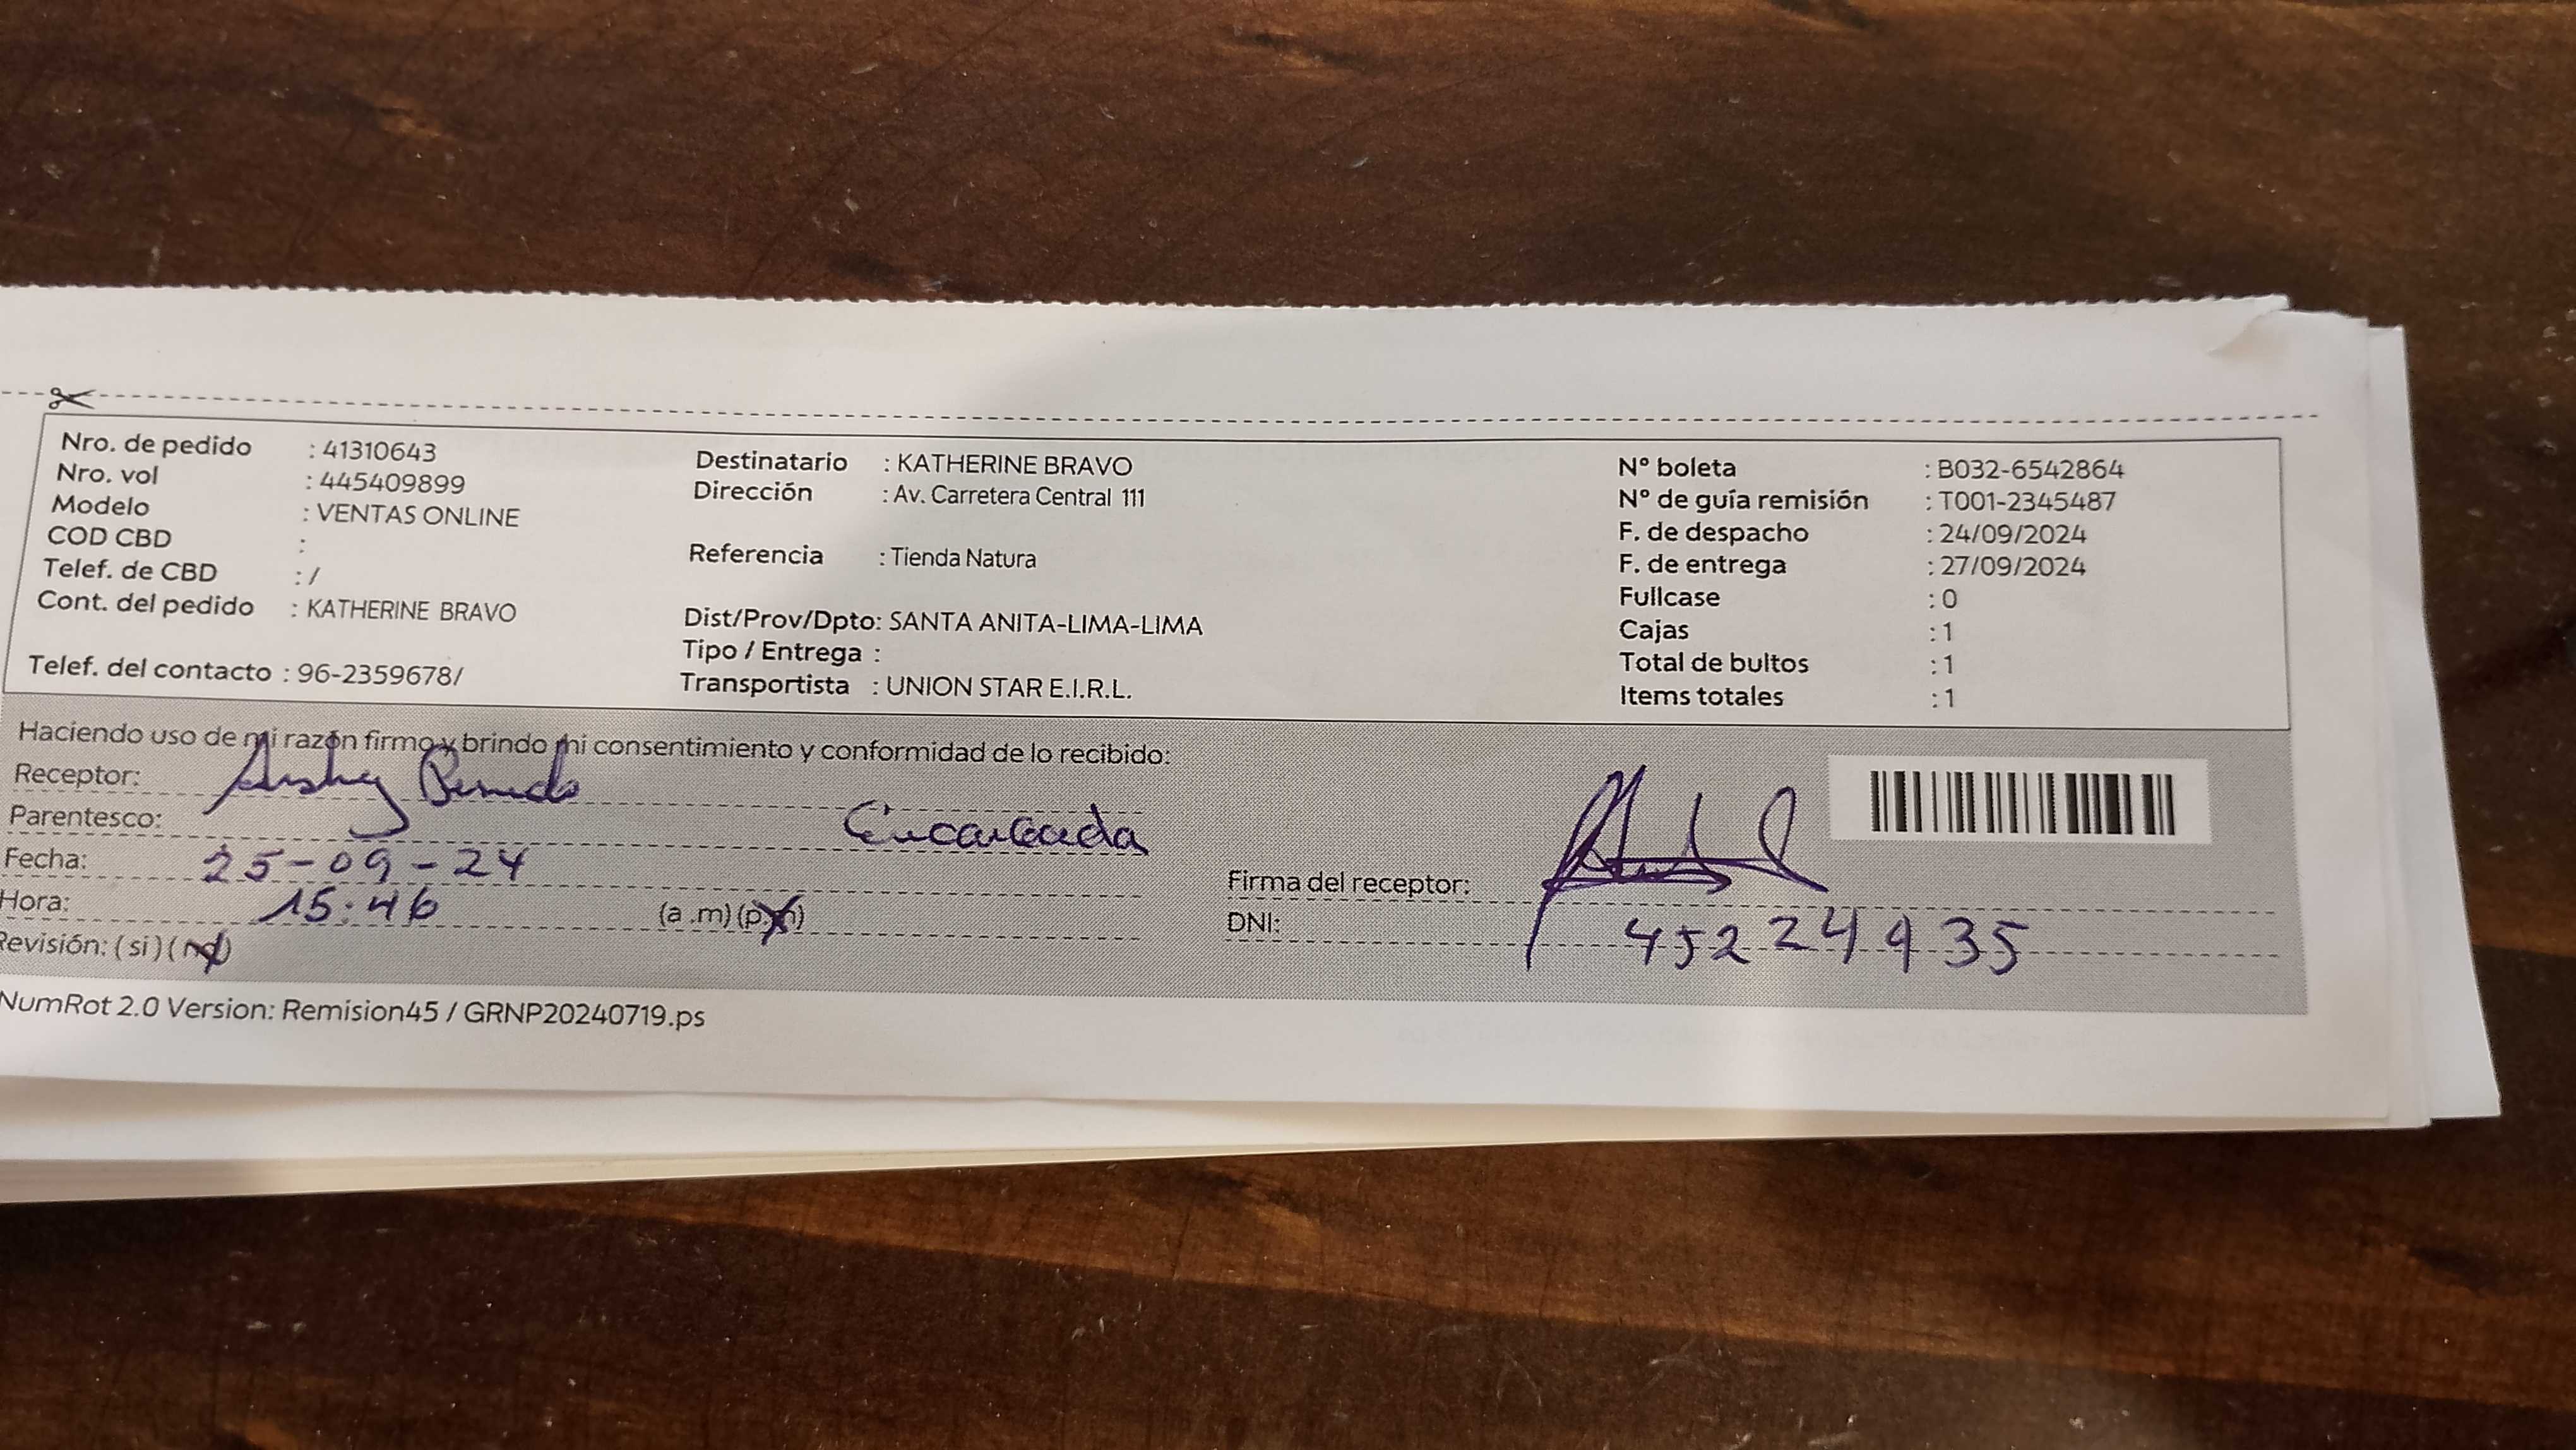 Nro. de pedido : 41310643
Nro. vol : 445409899
Modelo : VENTAS ONLINE
COD CBD :
Telef. de CBD : /
Cont. del pedido : KATHERINE BRAVO
Telef. del contacto : 96-2359678/
Destinatario : KATHERINE BRAVO
Dirección : Av. Carretera Central 111
Referencia : Tienda Natura
Dist/Prov/Dpto: SANTA ANITA-LIMA-LIMA
Tipo / Entrega :
Transportista : UNION STAR E.I.R.L.
Nº boleta : B032-6542864
Nº de guía remisión : T001-2345487
F. de despacho : 24/09/2024
F. de entrega : 27/09/2024
Fullcase : 0
Cajas : 1
Total de bultos : 1
Items totales : 1
Haciendo uso de mi razón firmo y brindo mi consentimiento y conformidad de lo recibido:
Receptor:
Parentesco: Encargada
Fecha: 25-09-24
Hora: 15:46 (a .m) (p.m)
Revisión: (si) (no)
Firma del receptor:
DNI: 45224935
NumRot 2.0 Version: Remision45 / GRNP20240719.ps